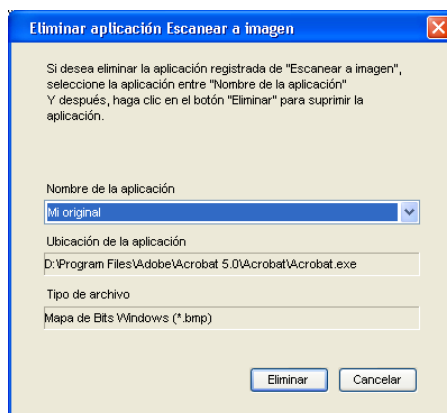 Eliminar aplicación Escanear a imagen
Si desea eliminar la aplicación registrada de "Escanear a imagen",
seleccione la aplicación entre "Nombre de la aplicación"
Y después, haga clic en el botón "Eliminar" para suprimir la
aplicación.
Nombre de la aplicación
Mi original
Ubicación de la aplicación
D:\Program Files\Adobe\Acrobat 5.0\Acrobat\Acrobat.exe
Tipo de archivo
Mapa de Bits Windows (*.bmp)
Eliminar Cancelar